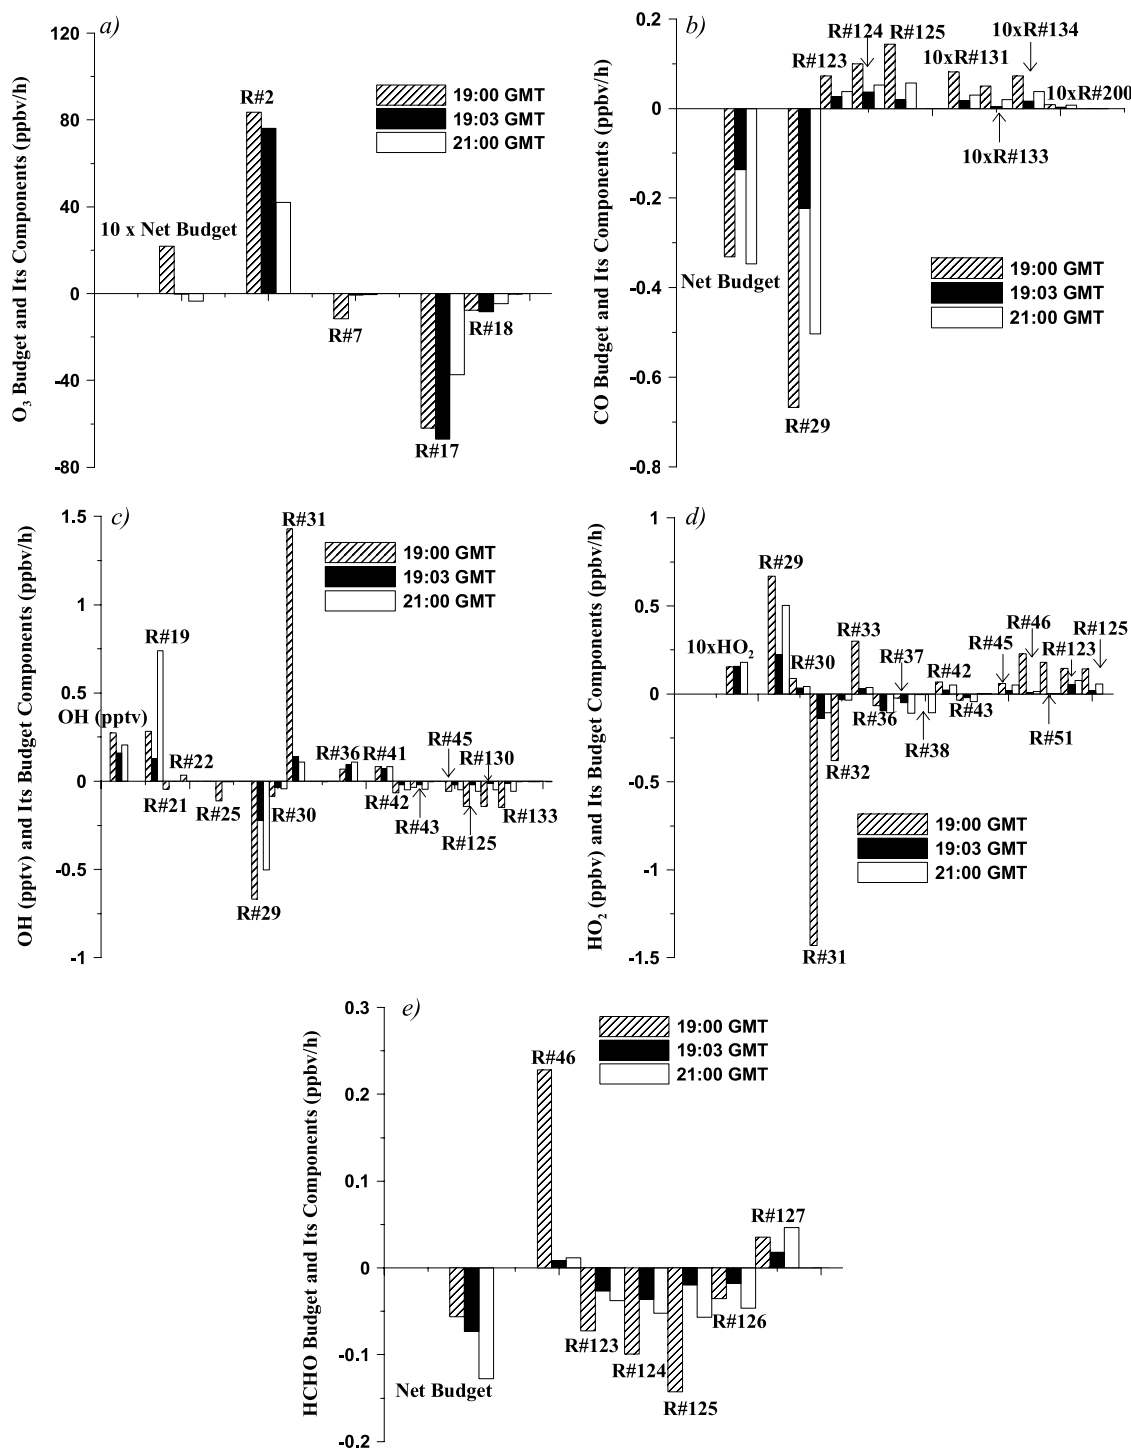 a)
O3 Budget and Its Components (ppbv/h)
120
80
40
0
-40
-80
19:00 GMT
19:03 GMT
21:00 GMT
R#2
10 x Net Budget
R#7
R#18
R#17
b)
CO Budget and Its Components (ppbv/h)
0.2
0
-0.2
-0.4
-0.6
-0.8
R#124
R#125
R#123
10xR#134
10xR#131
10xR#200
10xR#133
Net Budget
19:00 GMT
19:03 GMT
21:00 GMT
R#29
c)
OH (pptv) and Its Budget Components (ppbv/h)
1.5
1
0.5
0
-0.5
-1
R#31
19:00 GMT
19:03 GMT
21:00 GMT
R#19
OH (pptv)
R#22
R#36
R#41
R#45
R#130
R#21
R#25
R#30
R#42
R#43
R#125
R#133
R#29
d)
HO2 (ppbv) and Its Budget Components (ppbv/h)
1
0.5
0
-0.5
-1
-1.5
R#29
10xHO2
R#30
R#33
R#37
R#42
R#45
R#46
R#123
R#125
R#36
R#43
R#51
R#38
R#32
19:00 GMT
19:03 GMT
21:00 GMT
R#31
e)
HCHO Budget and Its Components (ppbv/h)
0.3
0.2
0.1
0
-0.1
-0.2
19:00 GMT
19:03 GMT
21:00 GMT
R#46
R#127
R#123
R#126
R#124
Net Budget
R#125